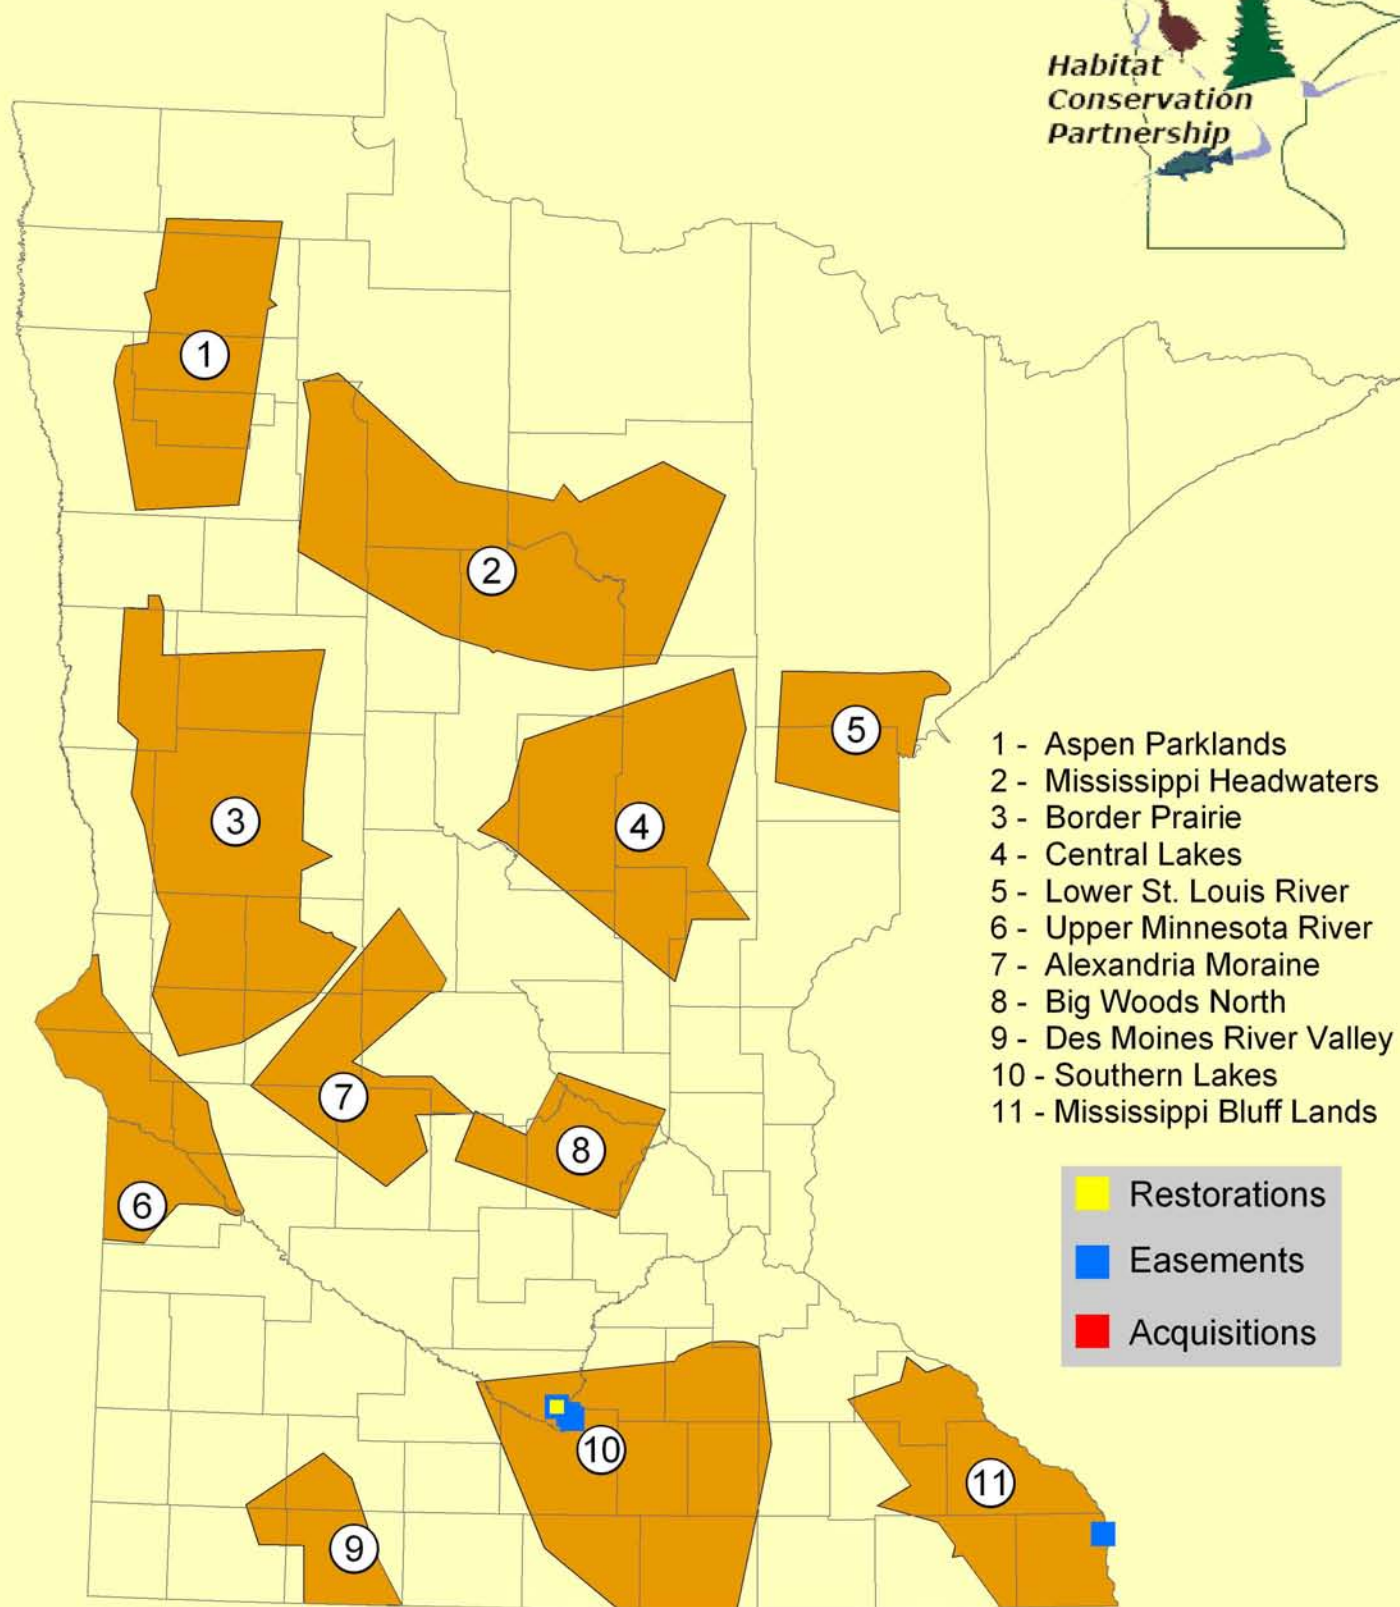 Habitat
Conservation
Partnership
1
2
3
4
5
6
7
8
9
10
11
1 - Aspen Parklands
2 - Mississippi Headwaters
3 - Border Prairie
4 - Central Lakes
5 - Lower St. Louis River
6 - Upper Minnesota River
7 - Alexandria Moraine
8 - Big Woods North
9 - Des Moines River Valley
10 - Southern Lakes
11 - Mississippi Bluff Lands
Restorations
Easements
Acquisitions